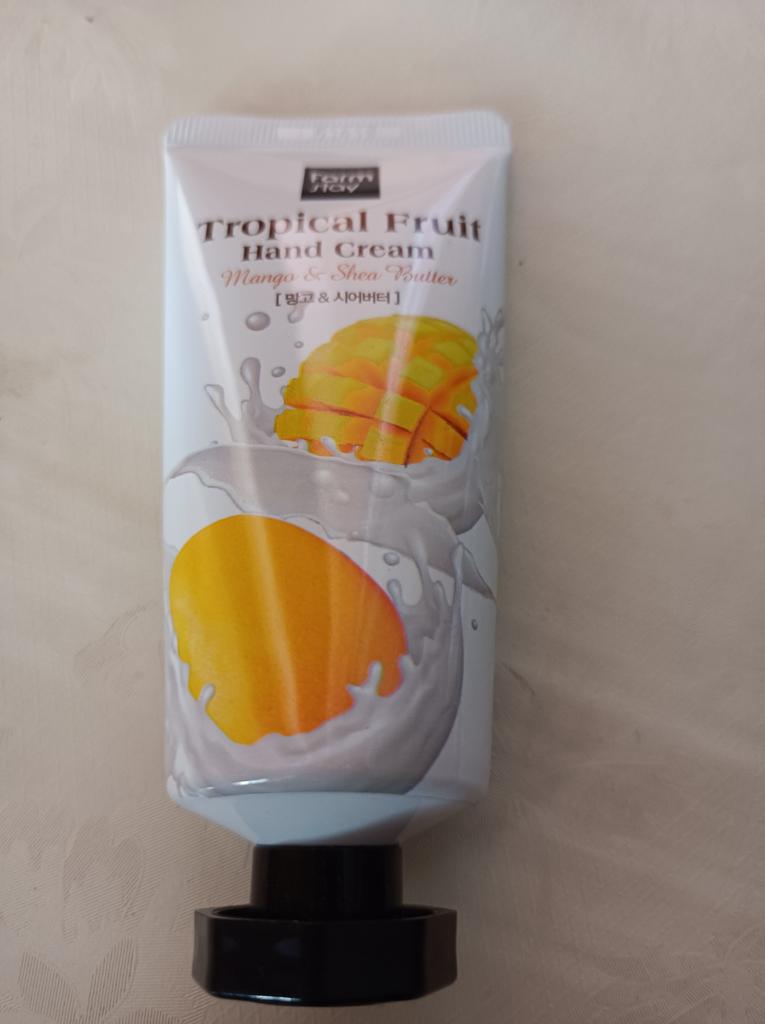 Farm
stay
Tropical Fruit
Hand Cream
Mango & Shea Butter
[ 망고 & 시어버터 ]